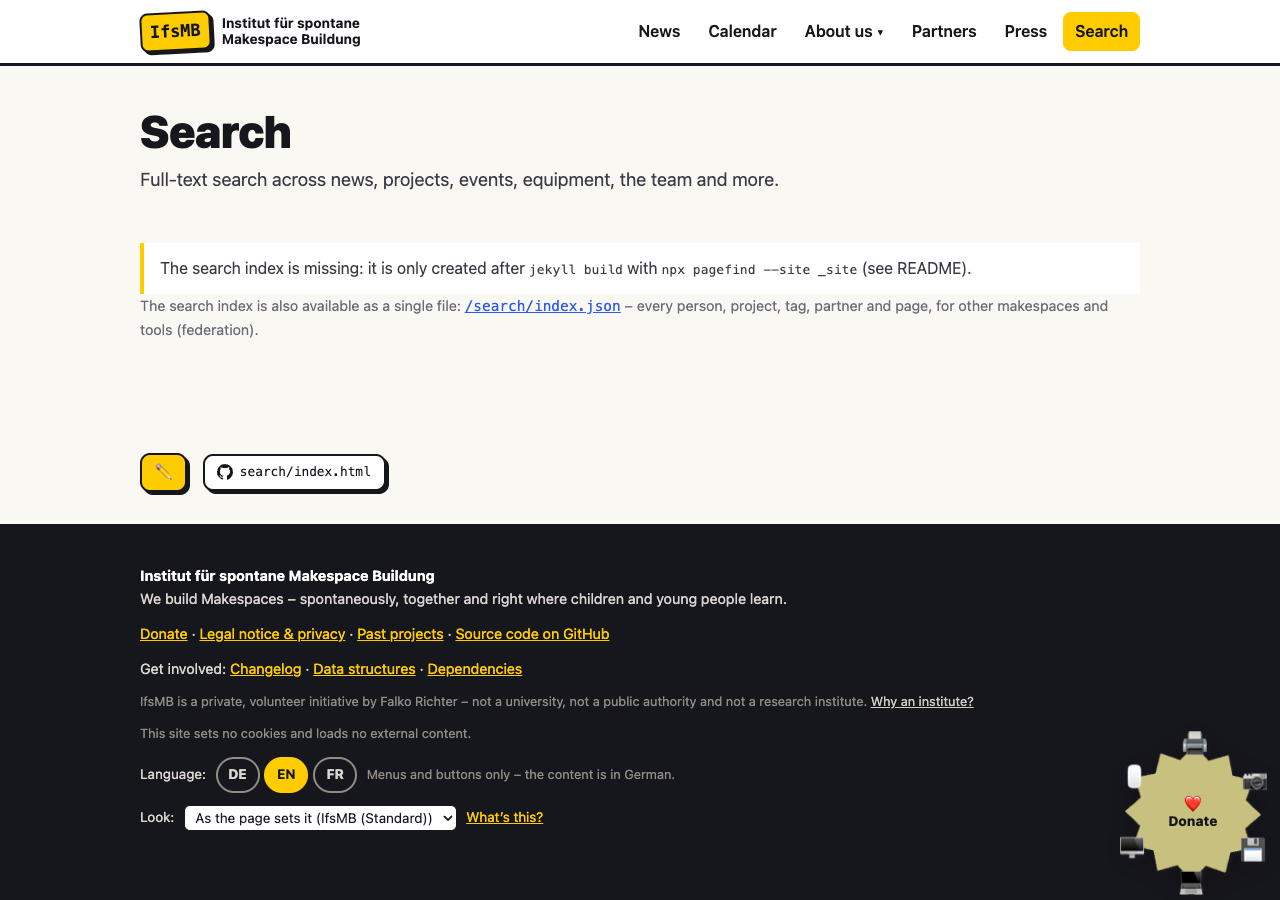 IfsMB
Institut für spontane
Makespace Buildung
News
Calendar
About us ▾
Partners
Press
Search
Search
Full-text search across news, projects, events, equipment, the team and more.
The search index is missing: it is only created after jekyll build with npx pagefind --site _site (see README).
The search index is also available as a single file: /search/index.json – every person, project, tag, partner and page, for other makespaces and
tools (federation).
search/index.html
Institut für spontane Makespace Buildung
We build Makespaces – spontaneously, together and right where children and young people learn.
Donate · Legal notice & privacy · Past projects · Source code on GitHub
Get involved: Changelog · Data structures · Dependencies
IfsMB is a private, volunteer initiative by Falko Richter – not a university, not a public authority and not a research institute. Why an institute?
This site sets no cookies and loads no external content.
Language: DE EN FR Menus and buttons only – the content is in German.
Look: As the page sets it (IfsMB (Standard)) What's this?
Donate